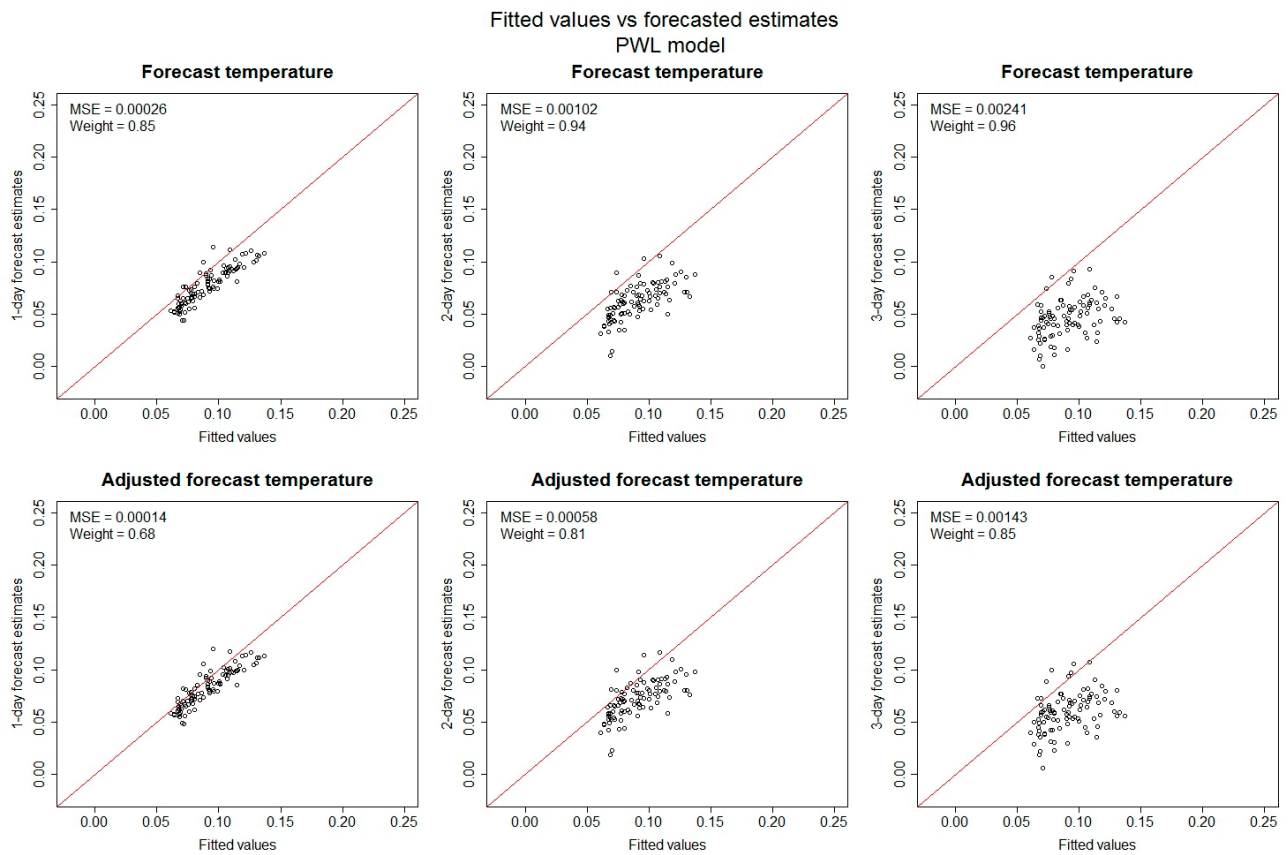 Fitted values vs forecasted estimates
PWL model
Forecast temperature
MSE = 0.00026
Weight = 0.85
1-day forecast estimates
0.00 0.05 0.10 0.15 0.20 0.25
0.00 0.05 0.10 0.15 0.20 0.25
Fitted values
Forecast temperature
MSE = 0.00102
Weight = 0.94
2-day forecast estimates
0.00 0.05 0.10 0.15 0.20 0.25
0.00 0.05 0.10 0.15 0.20 0.25
Fitted values
Forecast temperature
MSE = 0.00241
Weight = 0.96
3-day forecast estimates
0.00 0.05 0.10 0.15 0.20 0.25
0.00 0.05 0.10 0.15 0.20 0.25
Fitted values
Adjusted forecast temperature
MSE = 0.00014
Weight = 0.68
1-day forecast estimates
0.00 0.05 0.10 0.15 0.20 0.25
0.00 0.05 0.10 0.15 0.20 0.25
Fitted values
Adjusted forecast temperature
MSE = 0.00058
Weight = 0.81
2-day forecast estimates
0.00 0.05 0.10 0.15 0.20 0.25
0.00 0.05 0.10 0.15 0.20 0.25
Fitted values
Adjusted forecast temperature
MSE = 0.00143
Weight = 0.85
3-day forecast estimates
0.00 0.05 0.10 0.15 0.20 0.25
0.00 0.05 0.10 0.15 0.20 0.25
Fitted values